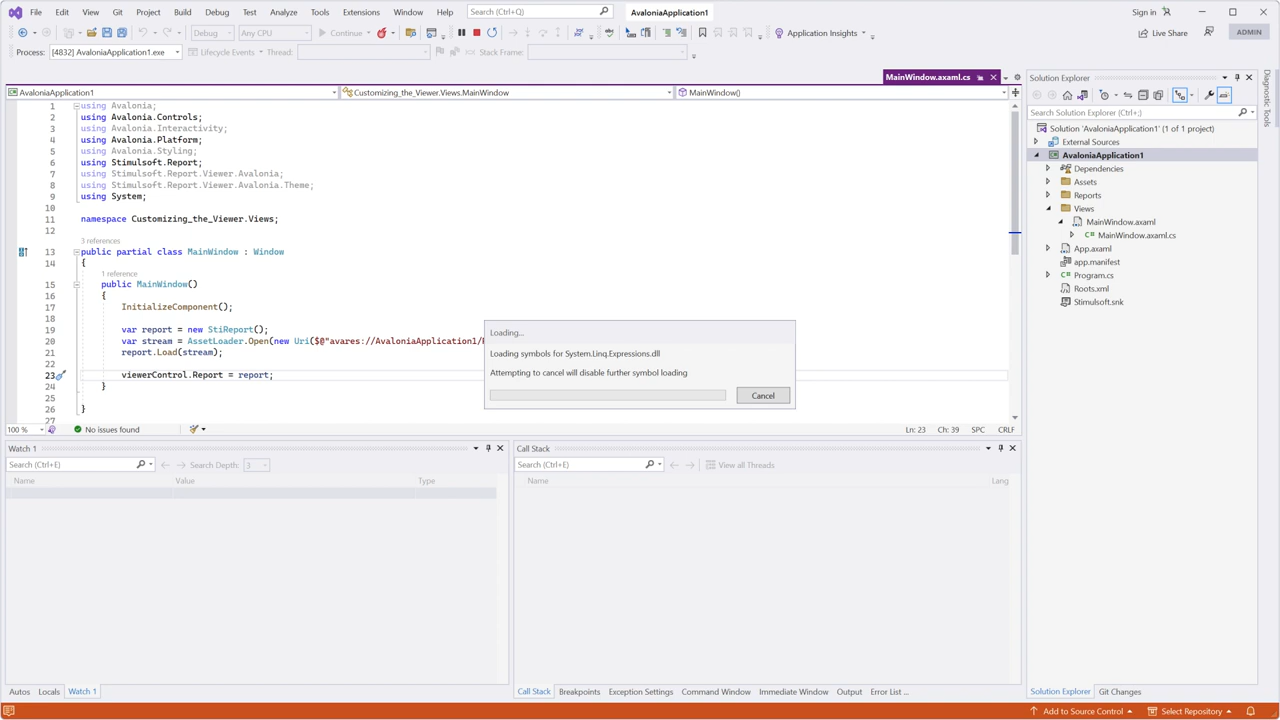 File Edit View Git Project Build Debug Test Analyze Tools Extensions Window Help Search (Ctrl+Q) AvaloniaApplication1 Sign in
Debug Any CPU Continue Application Insights Live Share ADMIN
Process: [4832] AvaloniaApplication1.exe Lifecycle Events Thread: Stack Frame:
MainWindow.axaml.cs
AvaloniaApplication1 Customizing_the_Viewer.Views.MainWindow MainWindow()
1 using Avalonia;
2 using Avalonia.Controls;
3 using Avalonia.Interactivity;
4 using Avalonia.Platform;
5 using Avalonia.Styling;
6 using Stimulsoft.Report;
7 using Stimulsoft.Report.Viewer.Avalonia;
8 using Stimulsoft.Report.Viewer.Avalonia.Theme;
9 using System;
10
11 namespace Customizing_the_Viewer.Views;
12
3 references
13 public partial class MainWindow : Window
14 {
1 reference
15 public MainWindow()
16 {
17 InitializeComponent();
18
19 var report = new StiReport();
20 var stream = AssetLoader.Open(new Uri($@"avares://AvaloniaApplication1/
21 report.Load(stream);
22
23 viewerControl.Report = report;
24 }
25
26 }
27
Loading...
Loading symbols for System.Linq.Expressions.dll
Attempting to cancel will disable further symbol loading
Cancel
100 % No issues found Ln: 23 Ch: 39 SPC CRLF
Watch 1
Search (Ctrl+E) Search Depth: 3
Name Value Type
Autos Locals Watch 1
Call Stack
Search (Ctrl+E) View all Threads
Name Lang
Call Stack Breakpoints Exception Settings Command Window Immediate Window Output Error List ...
Solution Explorer
Search Solution Explorer (Ctrl+;)
Solution 'AvaloniaApplication1' (1 of 1 project)
External Sources
AvaloniaApplication1
Dependencies
Assets
Reports
Views
MainWindow.axaml
C# MainWindow.axaml.cs
App.axaml
app.manifest
C# Program.cs
Roots.xml
Stimulsoft.snk
Solution Explorer Git Changes
Diagnostic Tools
Add to Source Control Select Repository